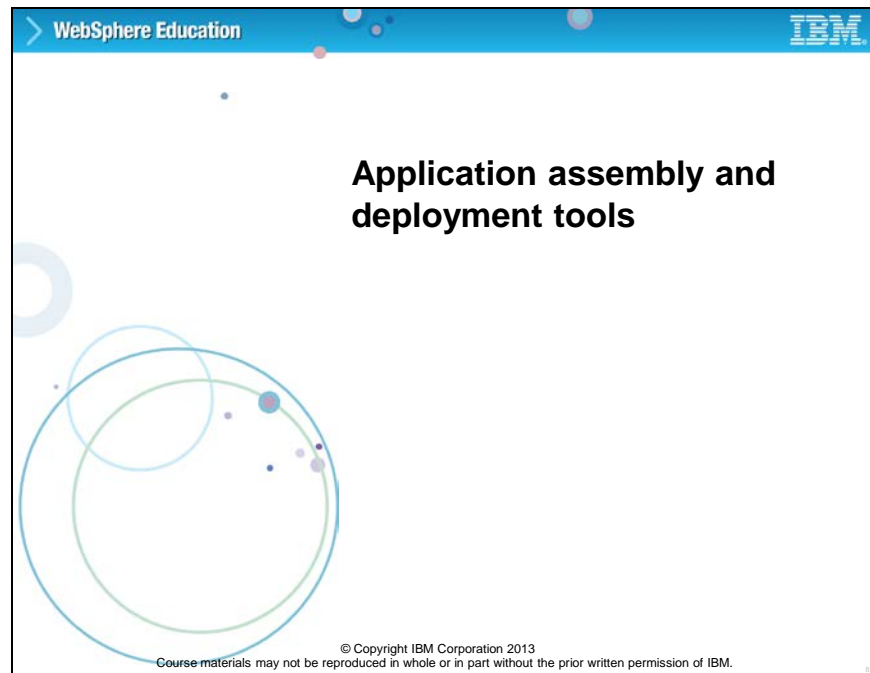 WebSphere Education
IBM
Application assembly and
deployment tools
© Copyright IBM Corporation 2013
Course materials may not be reproduced in whole or in part without the prior written permission of IBM.